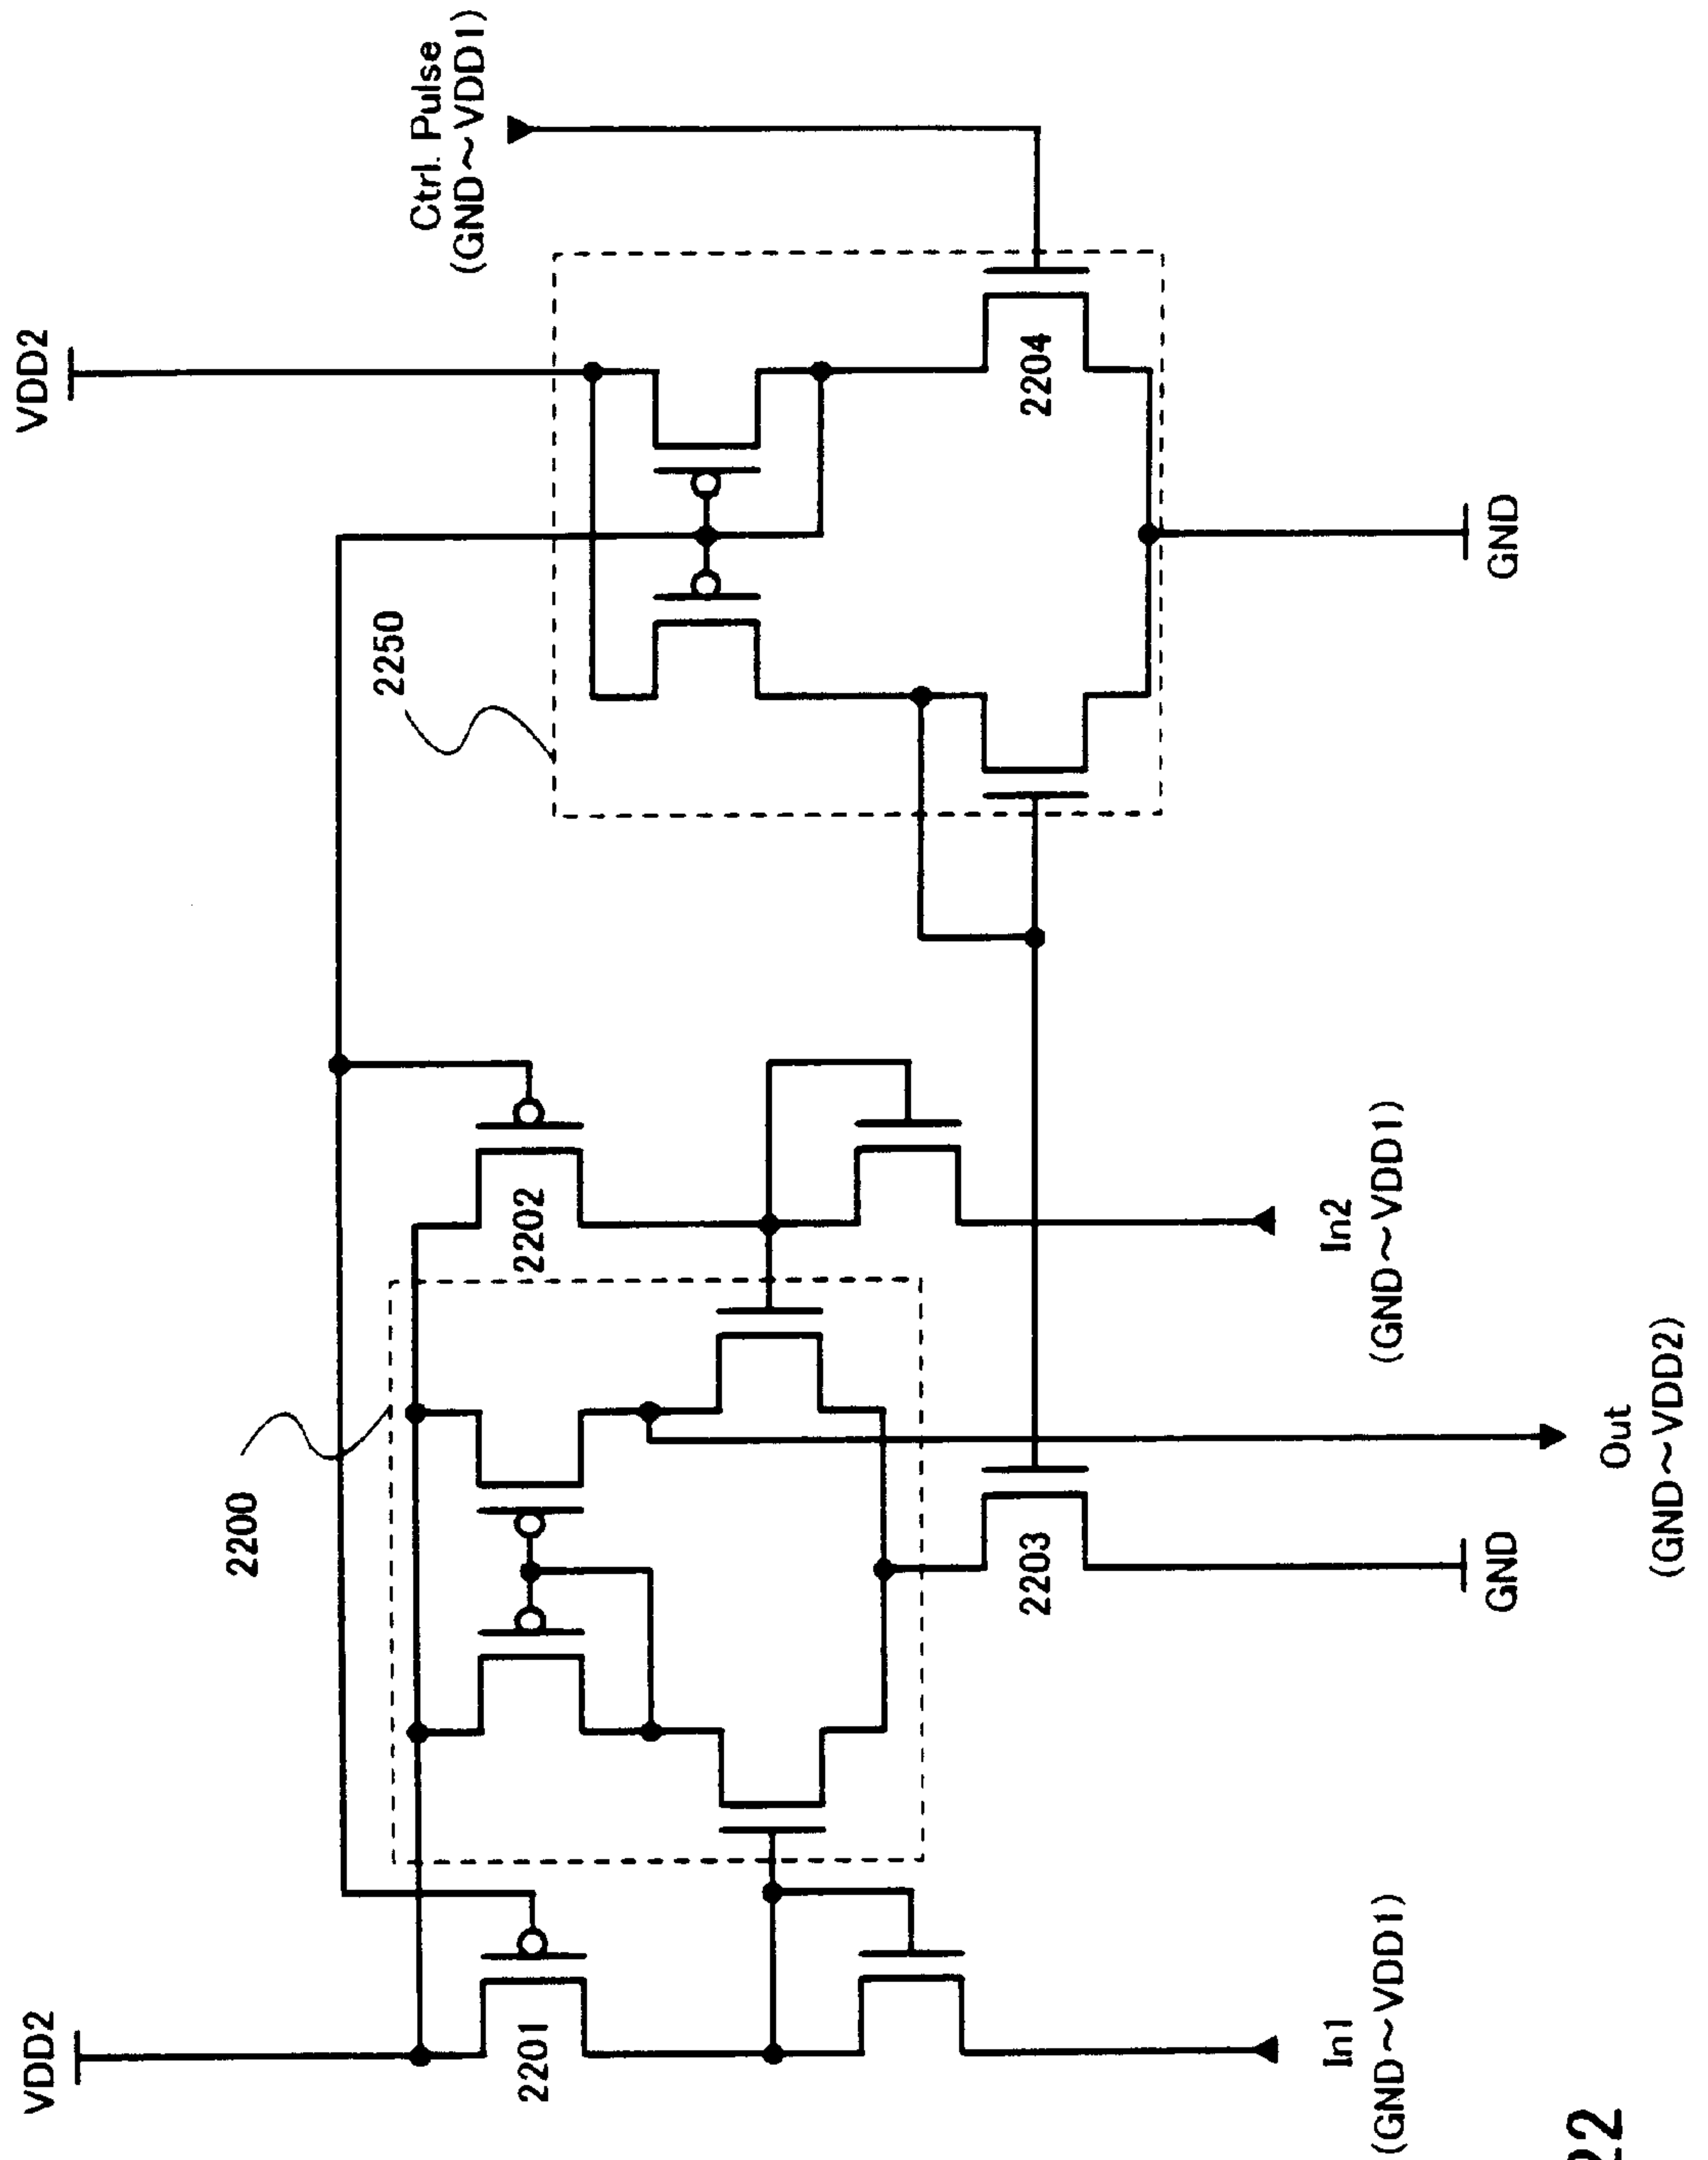 VDD2
VDD2
Ctrl. Pulse
(GND~VDD1)
2200
2250
2201
2202
2203
2204
In1
(GND~VDD1)
GND
Out
(GND~VDD2)
In2
(GND~VDD1)
GND
22